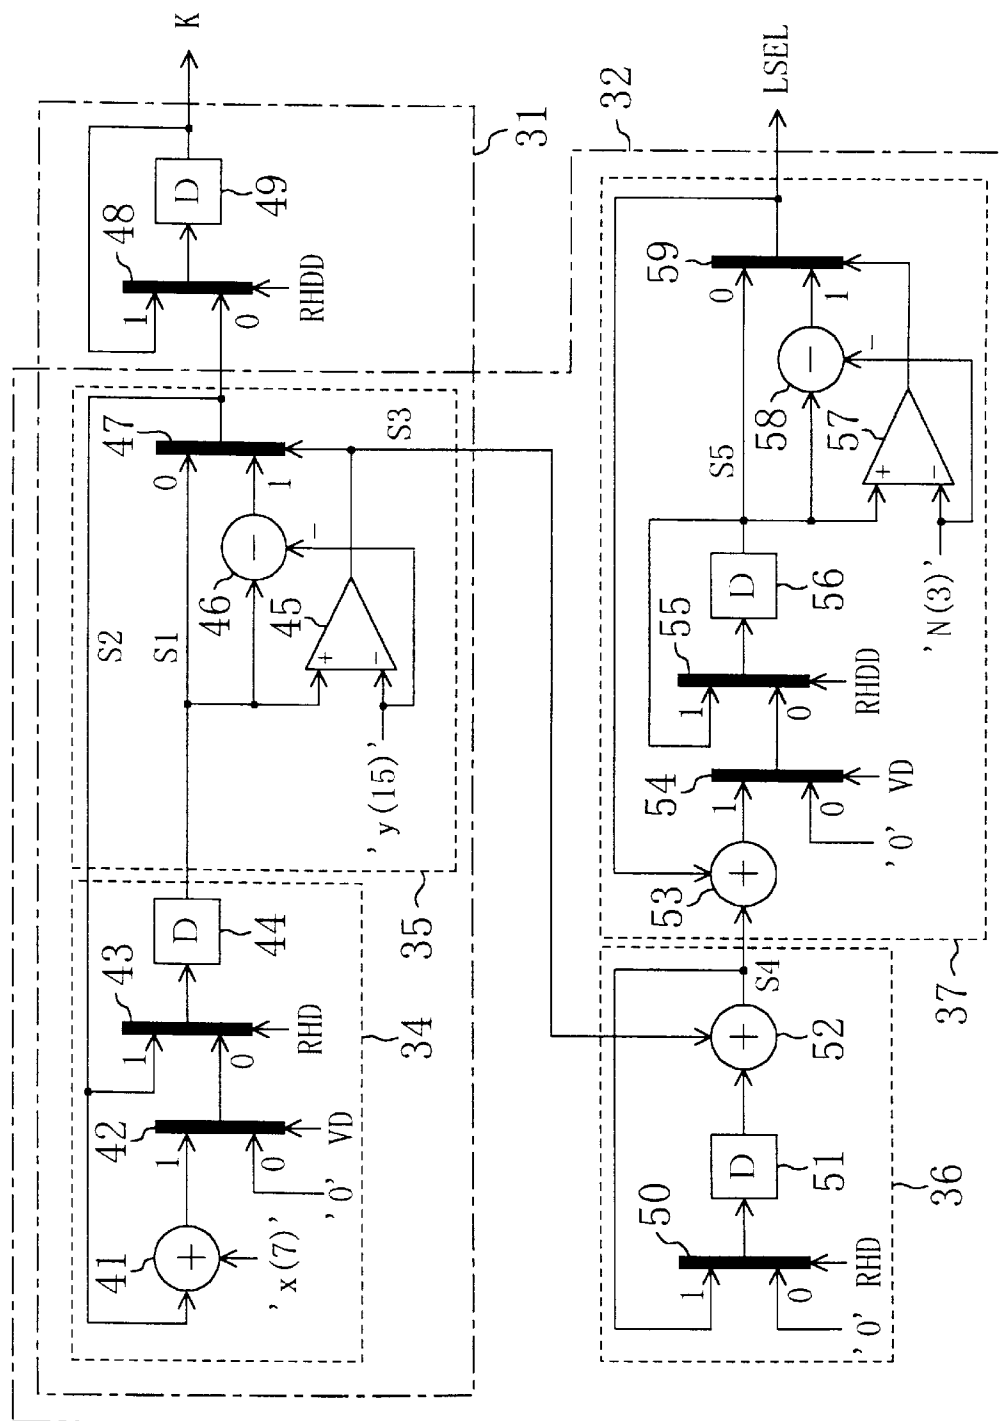 K
31
48
1
0
RHDD
D
49
S2
S1
47
0
1
46
-
-
45
+
-
'y(15)'
S3
35
34
D
44
43
1
0
RHD
42
1
0
'0'
VD
41
+
'x(7)'
32
LSEL
37
59
0
1
58
-
-
57
+
-
'N(3)'
S5
D
56
55
1
0
RHDD
54
1
0
'0'
VD
53
+
S4
36
+
52
D
51
50
1
0
'0'
RHD